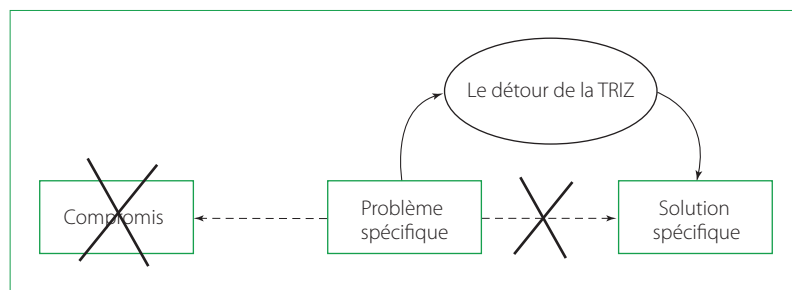 Le détour de la TRIZ
Compromis
Problème
spécifique
Solution
spécifique